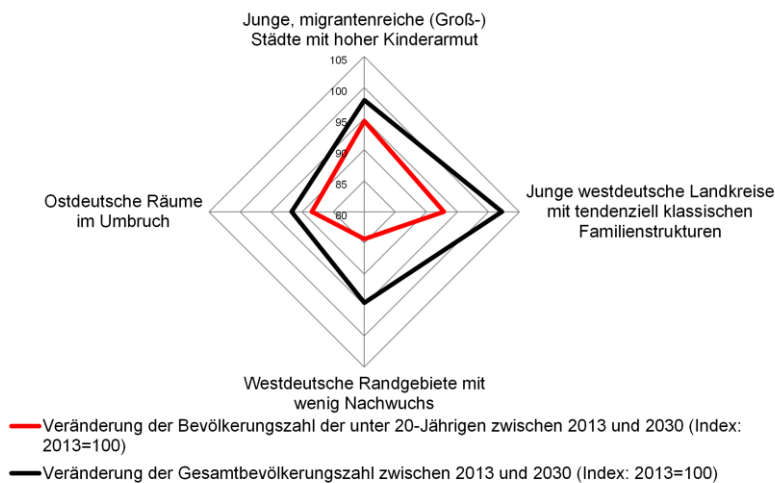 Junge, migrantenreiche (Groß-)
Städte mit hoher Kinderarmut
105
100
95
90
85
80
Ostdeutsche Räume
im Umbruch
Junge westdeutsche Landkreise
mit tendenziell klassischen
Familienstrukturen
Westdeutsche Randgebiete mit
wenig Nachwuchs
Veränderung der Bevölkerungszahl der unter 20-Jährigen zwischen 2013 und 2030 (Index:
2013=100)
Veränderung der Gesamtbevölkerungszahl zwischen 2013 und 2030 (Index: 2013=100)